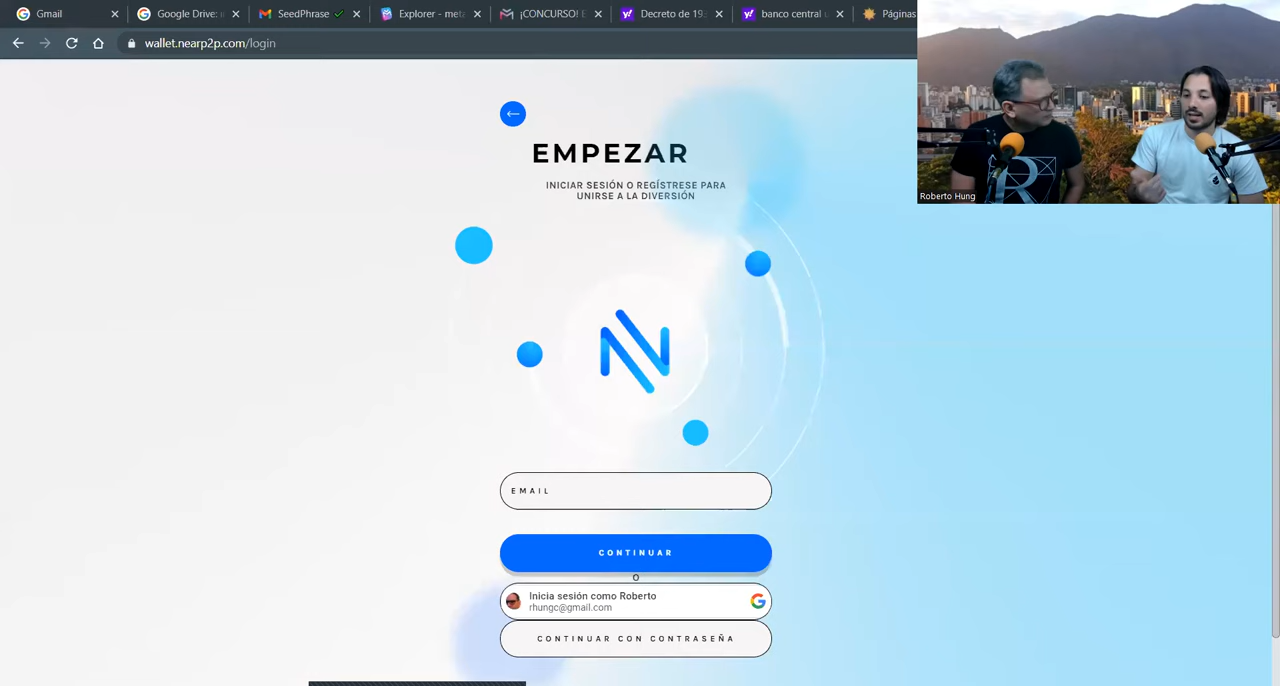 Gmail
Google Drive: i
SeedPhrase
Explorer - meta
¡CONCURSO! E
Decreto de 19
banco central u
Páginas
wallet.nearp2p.com/login
Roberto Hung
EMPEZAR
INICIAR SESIÓN O REGÍSTRESE PARA
UNIRSE A LA DIVERSIÓN
EMAIL
CONTINUAR
O
Inicia sesión como Roberto
rhungc@gmail.com
CONTINUAR CON CONTRASEÑA